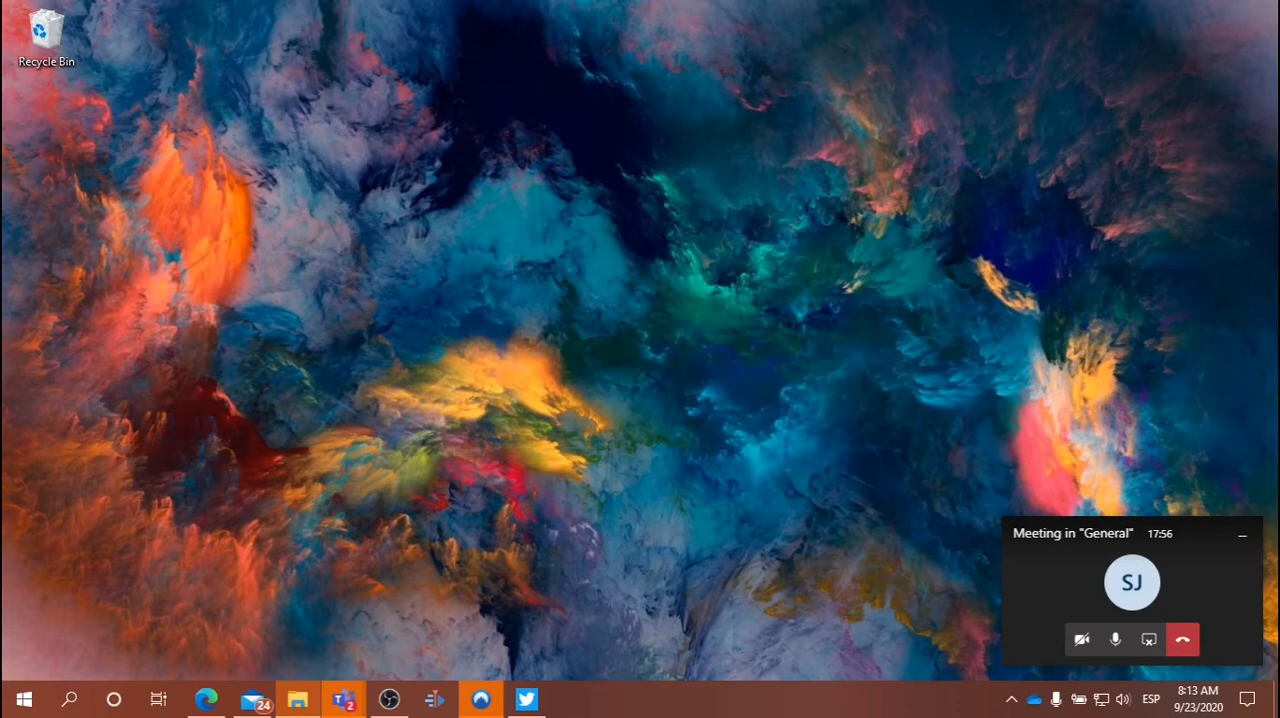 Recycle Bin
Meeting in "General" 17:56
SJ
24
T
2
ESP
8:13 AM
9/23/2020